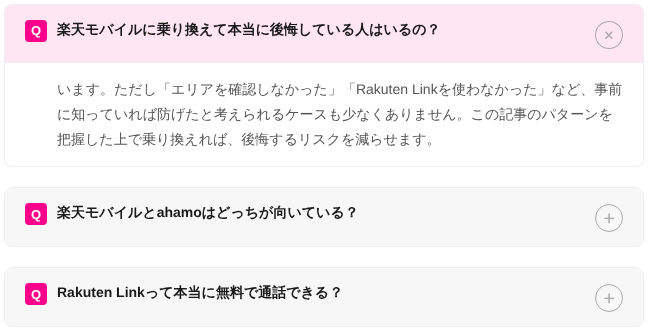 Q 楽天モバイルに乗り換えて本当に後悔している人はいるの？
います。ただし「エリアを確認しなかった」「Rakuten Linkを使わなかった」など、事前
に知っていれば防げたと考えられるケースも少なくありません。この記事のパターンを
把握した上で乗り換えれば、後悔するリスクを減らせます。
Q 楽天モバイルとahamoはどっちが向いている？
Q Rakuten Linkって本当に無料で通話できる？